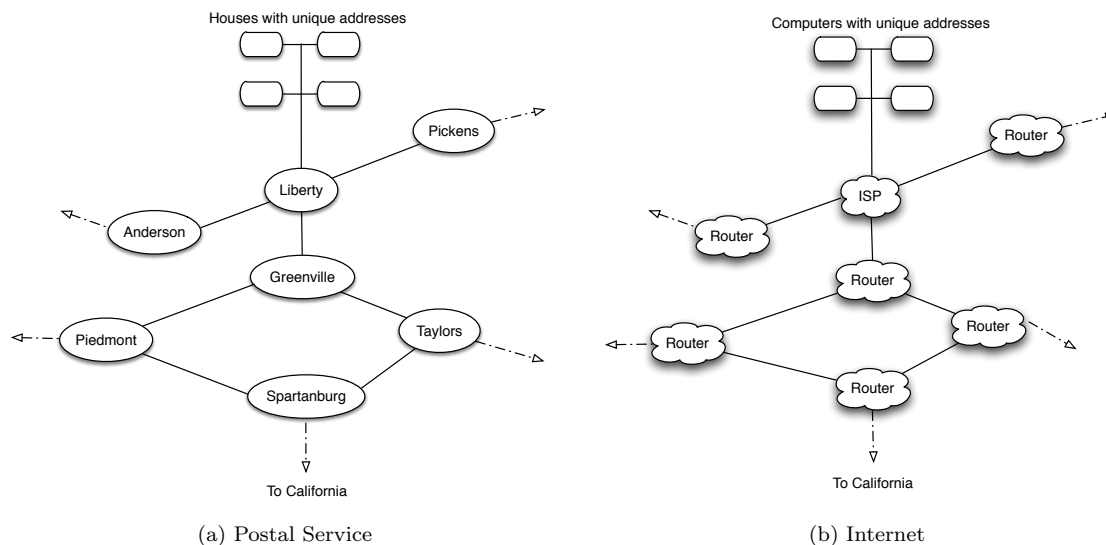 Houses with unique addresses
Pickens
Liberty
Anderson
Greenville
Piedmont
Taylors
Spartanburg
To California
(a) Postal Service
Computers with unique addresses
Router
ISP
Router
Router
Router
Router
Router
To California
(b) Internet